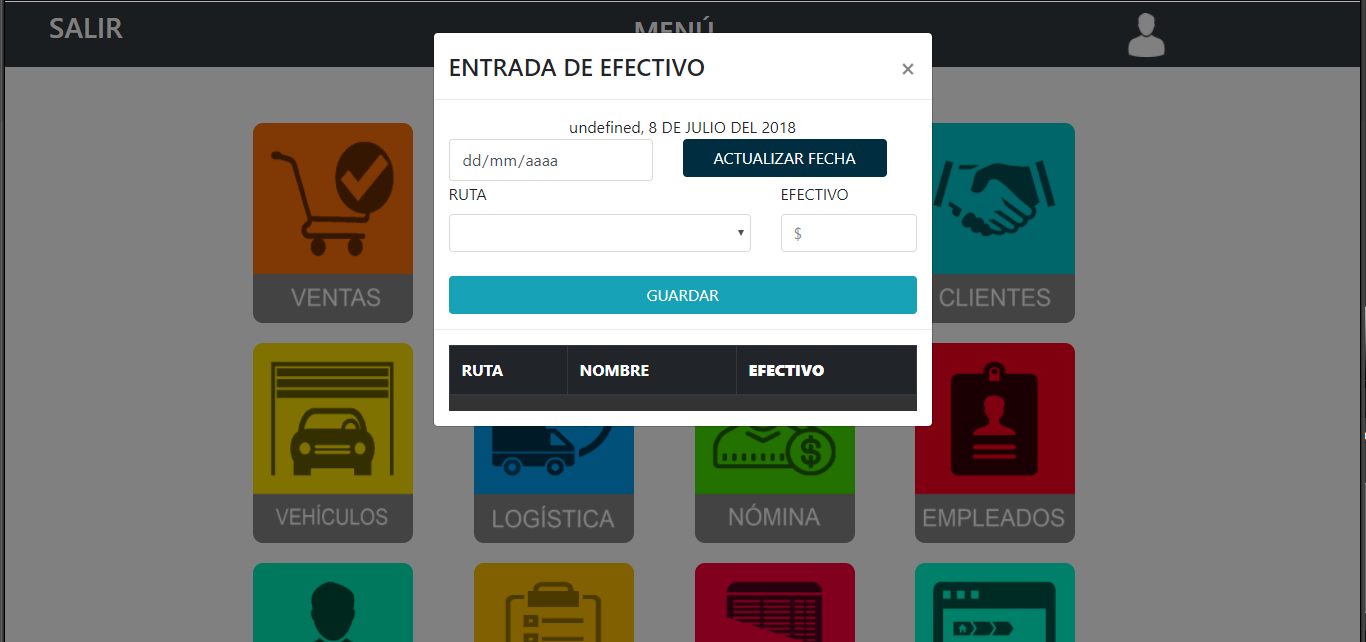 SALIR
MENÚ
ENTRADA DE EFECTIVO
×
undefined, 8 DE JULIO DEL 2018
dd/mm/aaaa
ACTUALIZAR FECHA
RUTA
EFECTIVO
$
GUARDAR
RUTA
NOMBRE
EFECTIVO
VENTAS
CLIENTES
VEHÍCULOS
LOGÍSTICA
$
NÓMINA
EMPLEADOS